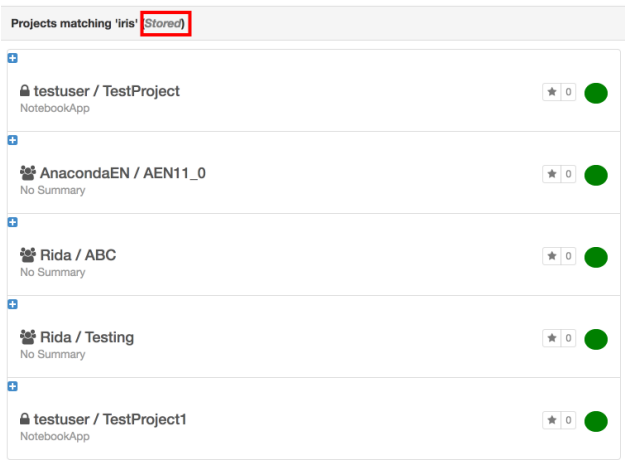 Projects matching 'iris' (Stored)
testuser / TestProject
0
NotebookApp
AnacondaEN / AEN11_0
0
No Summary
Rida / ABC
0
No Summary
Rida / Testing
0
No Summary
testuser / TestProject1
0
NotebookApp